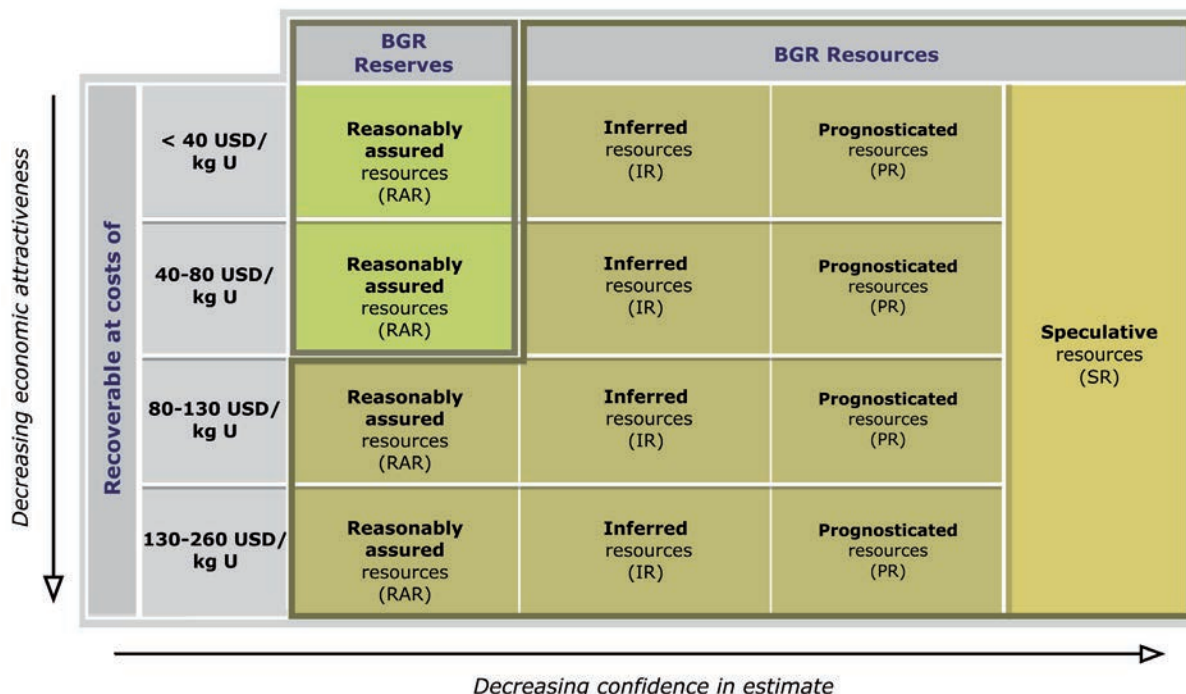 BGR
Reserves
BGR Resources
Decreasing economic attractiveness
Recoverable at costs of
< 40 USD/
kg U
Reasonably
assured
resources
(RAR)
Inferred
resources
(IR)
Prognosticated
resources
(PR)
40-80 USD/
kg U
Reasonably
assured
resources
(RAR)
Inferred
resources
(IR)
Prognosticated
resources
(PR)
Speculative
resources
(SR)
80-130 USD/
kg U
Reasonably
assured
resources
(RAR)
Inferred
resources
(IR)
Prognosticated
resources
(PR)
130-260 USD/
kg U
Reasonably
assured
resources
(RAR)
Inferred
resources
(IR)
Prognosticated
resources
(PR)
Decreasing confidence in estimate